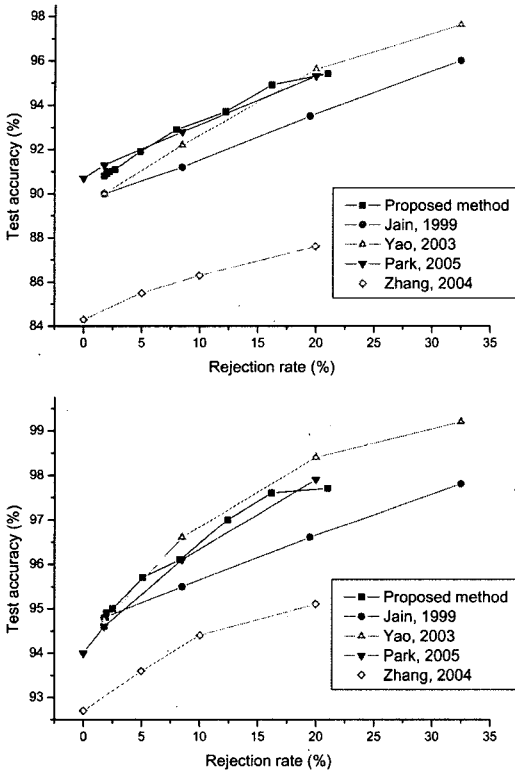 98
96
94
92
90
88
86
84
Test accuracy (%)
Proposed method
Jain, 1999
Yao, 2003
Park, 2005
Zhang, 2004
0 5 10 15 20 25 30 35
Rejection rate (%)
99
98
97
96
95
94
93
Test accuracy (%)
Proposed method
Jain, 1999
Yao, 2003
Park, 2005
Zhang, 2004
0 5 10 15 20 25 30 35
Rejection rate (%)